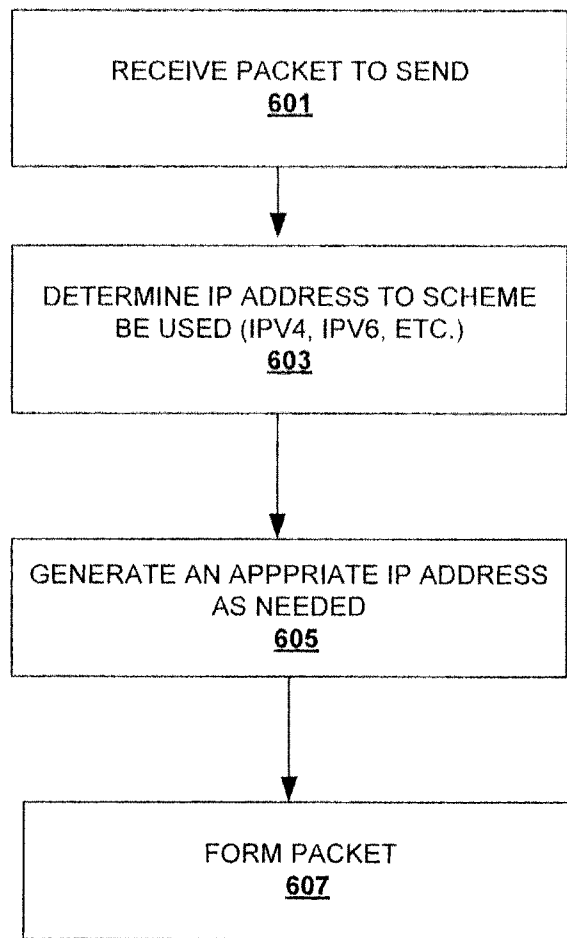 RECEIVE PACKET TO SEND
601
DETERMINE IP ADDRESS TO SCHEME
BE USED (IPV4, IPV6, ETC.)
603
GENERATE AN APPPRIATE IP ADDRESS
AS NEEDED
605
FORM PACKET
607